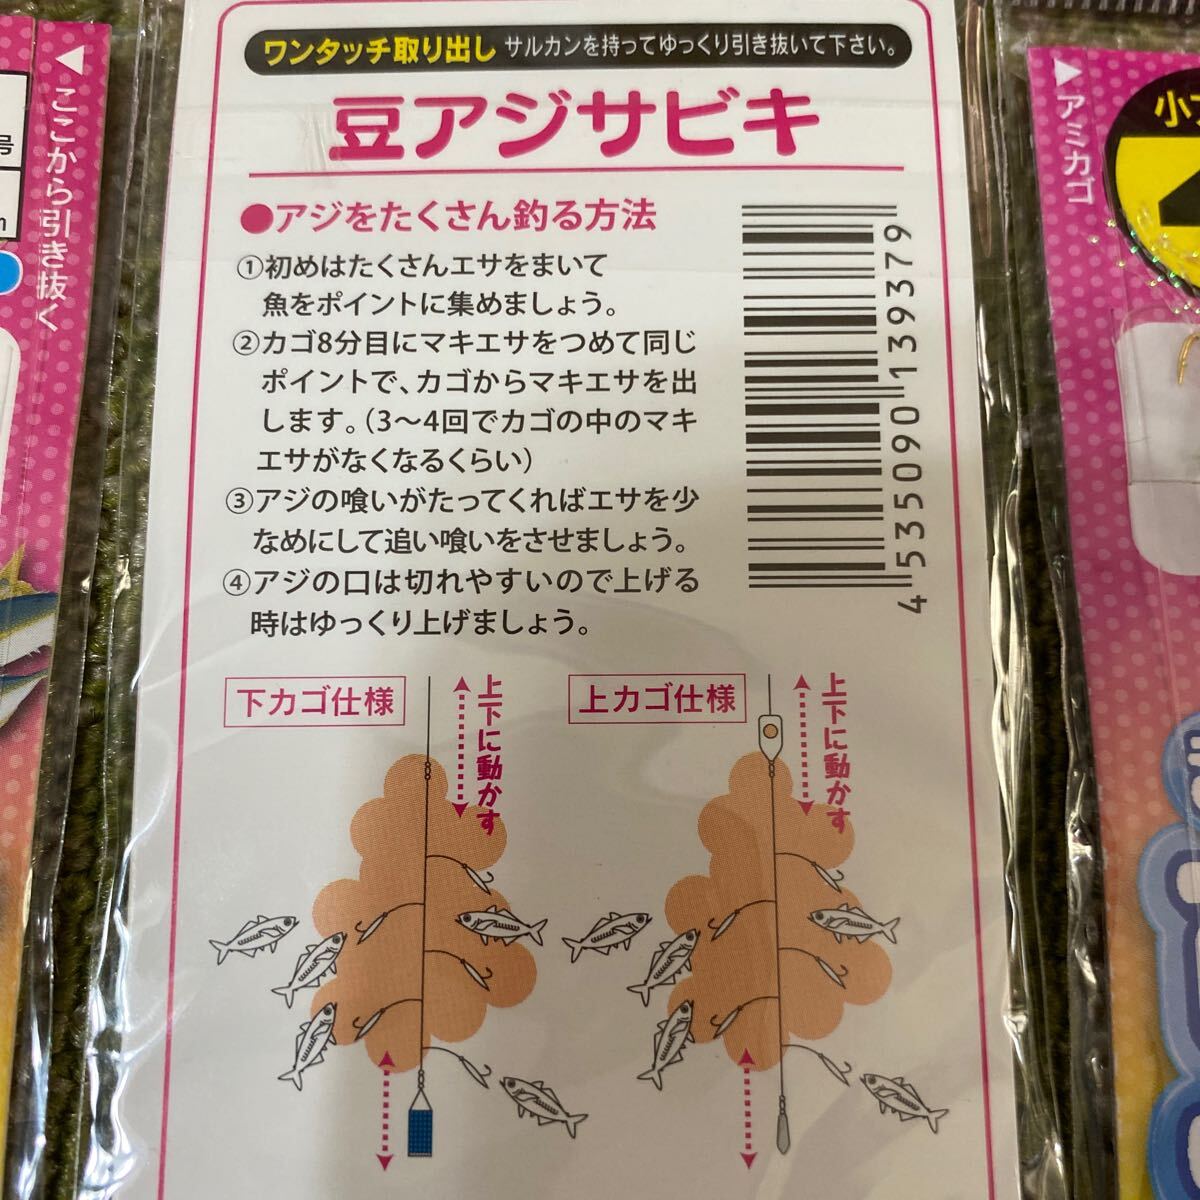 ワンタッチ取り出し サルカンを持ってゆっくり引き抜いて下さい。
豆アジサビキ
●アジをたくさん釣る方法
①初めはたくさんエサをまいて
魚をポイントに集めましょう。
②カゴ8分目にマキエサをつめて同じ
ポイントで、カゴからマキエサを出
します。(3〜4回でカゴの中のマキ
エサがなくなるくらい)
③アジの喰いがたってくればエサを少
なめにして追い喰いをさせましょう。
④アジの口は切れやすいので上げる
時はゆっくり上げましょう。
4 535090 139379
下カゴ仕様
上下に動かす
上カゴ仕様
上下に動かす
◀ここから引き抜く
号
▶アミカゴ